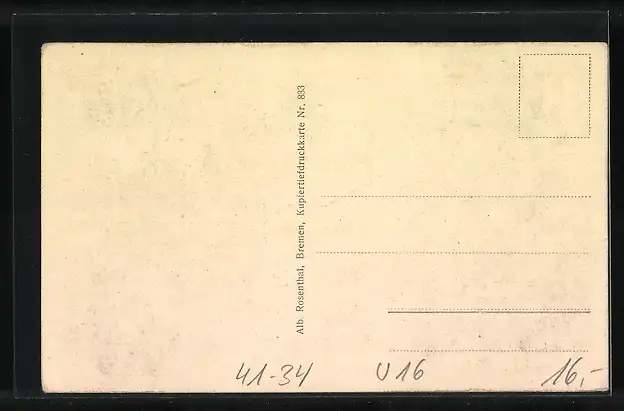 Alb. Rosenthal, Bremen, Kupfertiefdruckkarte Nr. 833
41-34
U16
16,-